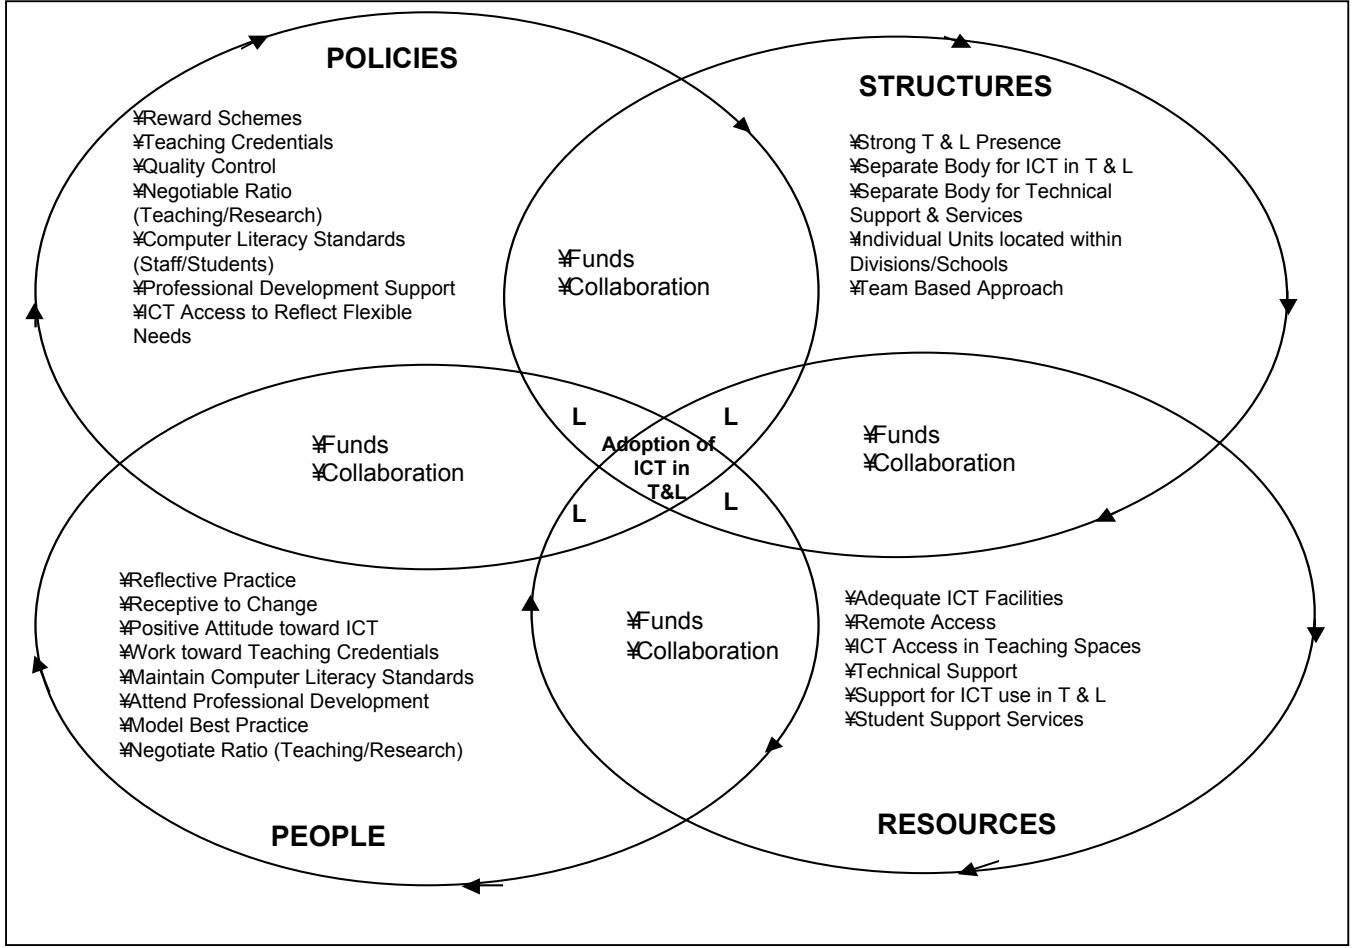 POLICIES
¥Reward Schemes
¥Teaching Credentials
¥Quality Control
¥Negotiable Ratio
(Teaching/Research)
¥Computer Literacy Standards
(Staff/Students)
¥Professional Development Support
¥ICT Access to Reflect Flexible
Needs
STRUCTURES
¥Strong T & L Presence
¥Separate Body for ICT in T & L
¥Separate Body for Technical
Support & Services
¥Individual Units located within
Divisions/Schools
¥Team Based Approach
¥Funds
¥Collaboration
¥Funds
¥Collaboration
L
L
Adoption of
ICT in
T&L
L
L
¥Funds
¥Collaboration
¥Reflective Practice
¥Receptive to Change
¥Positive Attitude toward ICT
¥Work toward Teaching Credentials
¥Maintain Computer Literacy Standards
¥Attend Professional Development
¥Model Best Practice
¥Negotiate Ratio (Teaching/Research)
PEOPLE
¥Funds
¥Collaboration
¥Adequate ICT Facilities
¥Remote Access
¥ICT Access in Teaching Spaces
¥Technical Support
¥Support for ICT use in T & L
¥Student Support Services
RESOURCES